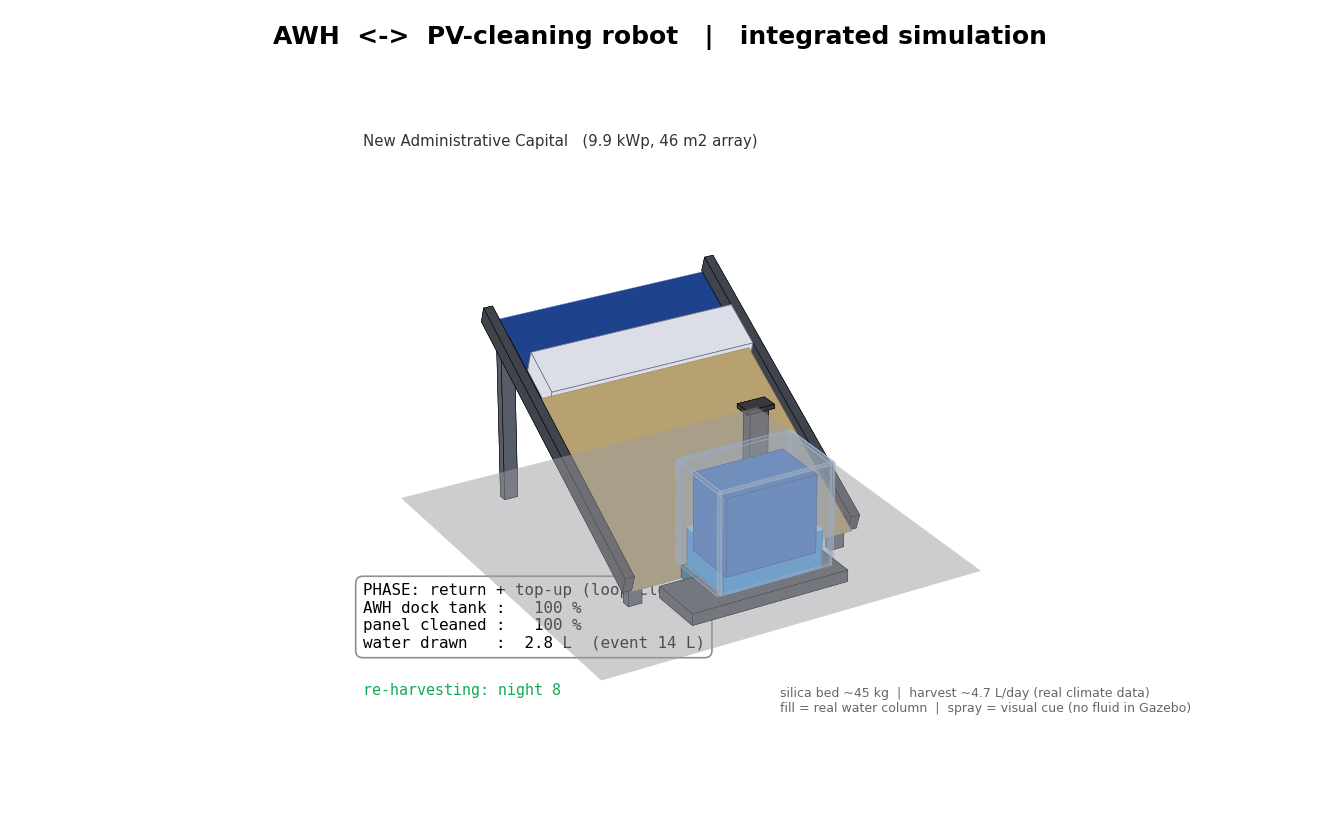 AWH <-> PV-cleaning robot | integrated simulation
New Administrative Capital (9.9 kWp, 46 m2 array)
PHASE: return + top-up
AWH dock tank : 100 %
panel cleaned : 100 %
water drawn : 2.8 L (event 14 L)
re-harvesting: night 8
silica bed ~45 kg | harvest ~4.7 L/day (real climate data)
fill = real water column | spray = visual cue (no fluid in Gazebo)